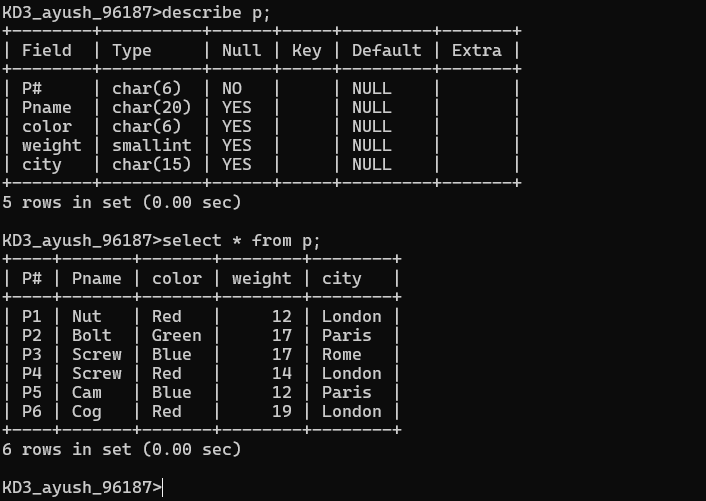 KD3_ayush_96187>describe p;
+--------+----------+------+-----+---------+-------+
| Field  | Type     | Null | Key | Default | Extra |
+--------+----------+------+-----+---------+-------+
| P#     | char(6)  | NO   |     | NULL    |       |
| Pname  | char(20) | YES  |     | NULL    |       |
| color  | char(6)  | YES  |     | NULL    |       |
| weight | smallint | YES  |     | NULL    |       |
| city   | char(15) | YES  |     | NULL    |       |
+--------+----------+------+-----+---------+-------+
5 rows in set (0.00 sec)
KD3_ayush_96187>select * from p;
+----+-------+-------+--------+--------+
| P# | Pname | color | weight | city   |
+----+-------+-------+--------+--------+
| P1 | Nut   | Red   |     12 | London |
| P2 | Bolt  | Green |     17 | Paris  |
| P3 | Screw | Blue  |     17 | Rome   |
| P4 | Screw | Red   |     14 | London |
| P5 | Cam   | Blue  |     12 | Paris  |
| P6 | Cog   | Red   |     19 | London |
+----+-------+-------+--------+--------+
6 rows in set (0.00 sec)
KD3_ayush_96187>